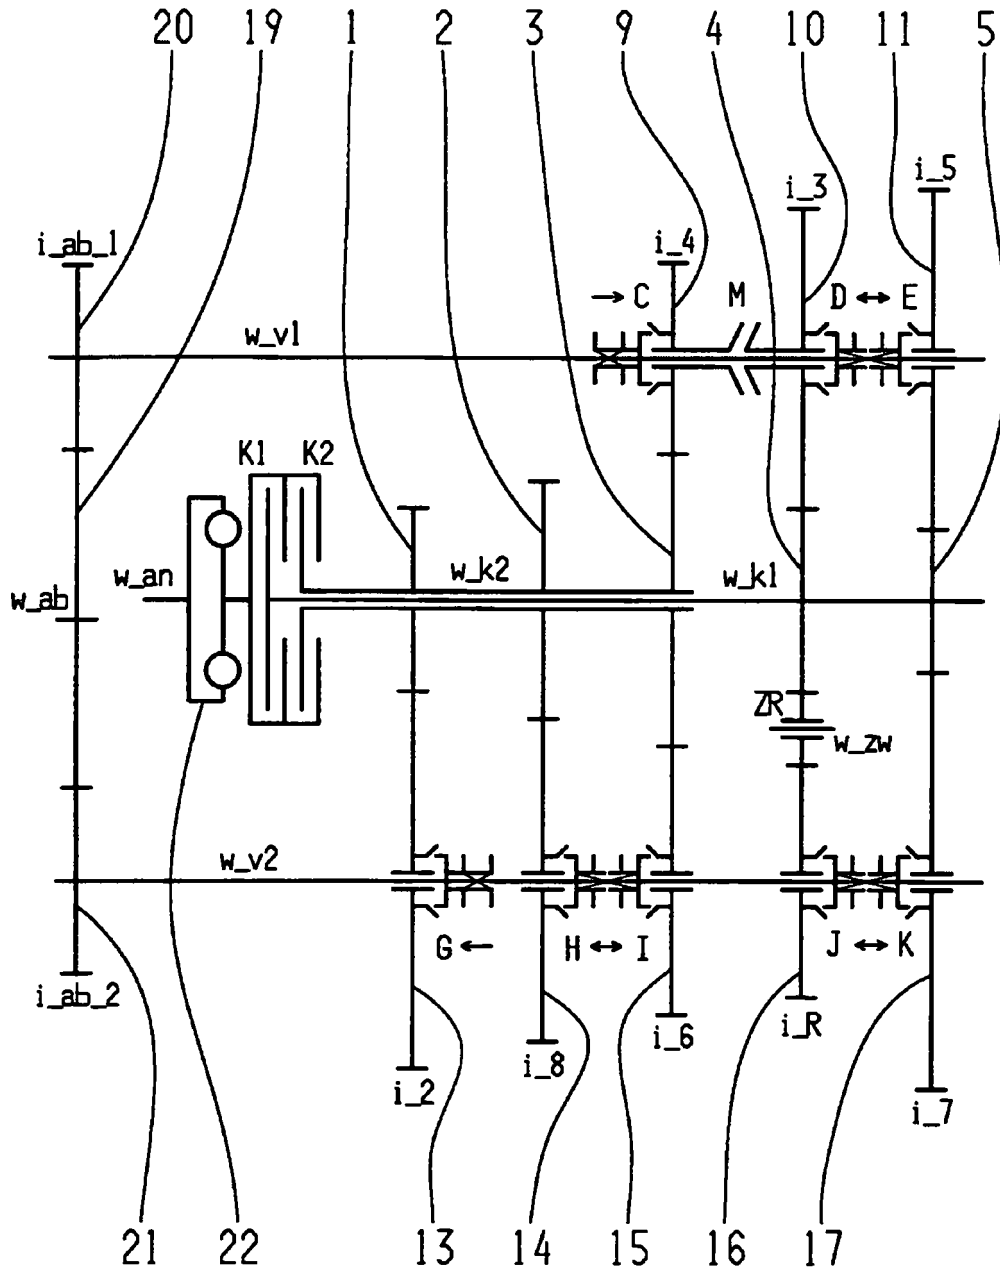 20 19 1 2 3 9 4 10 11 5
i_5
i_3
i_ab_1 i_4
→ C M D ↔ E
w_v1
K1 K2
w_an w_k2 w_k1
w_ab
ZR
w_zw
w_v2
G ← H ↔ I J ↔ K
i_ab_2
i_6 i_R
i_8
i_2 i_7
21 22 13 14 15 16 17